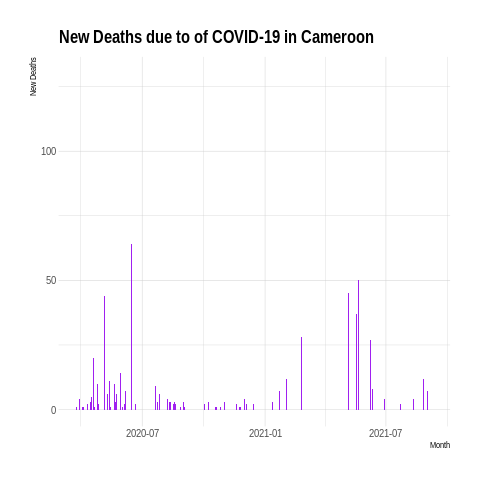 New Deaths due to of COVID-19 in Cameroon
New Deaths
100
50
0
2020-07
2021-01
2021-07
Month